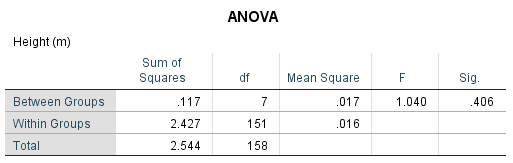 ANOVA
Height (m)
Sum of Squares df Mean Square F Sig.
Between Groups .117 7 .017 1.040 .406
Within Groups 2.427 151 .016
Total 2.544 158